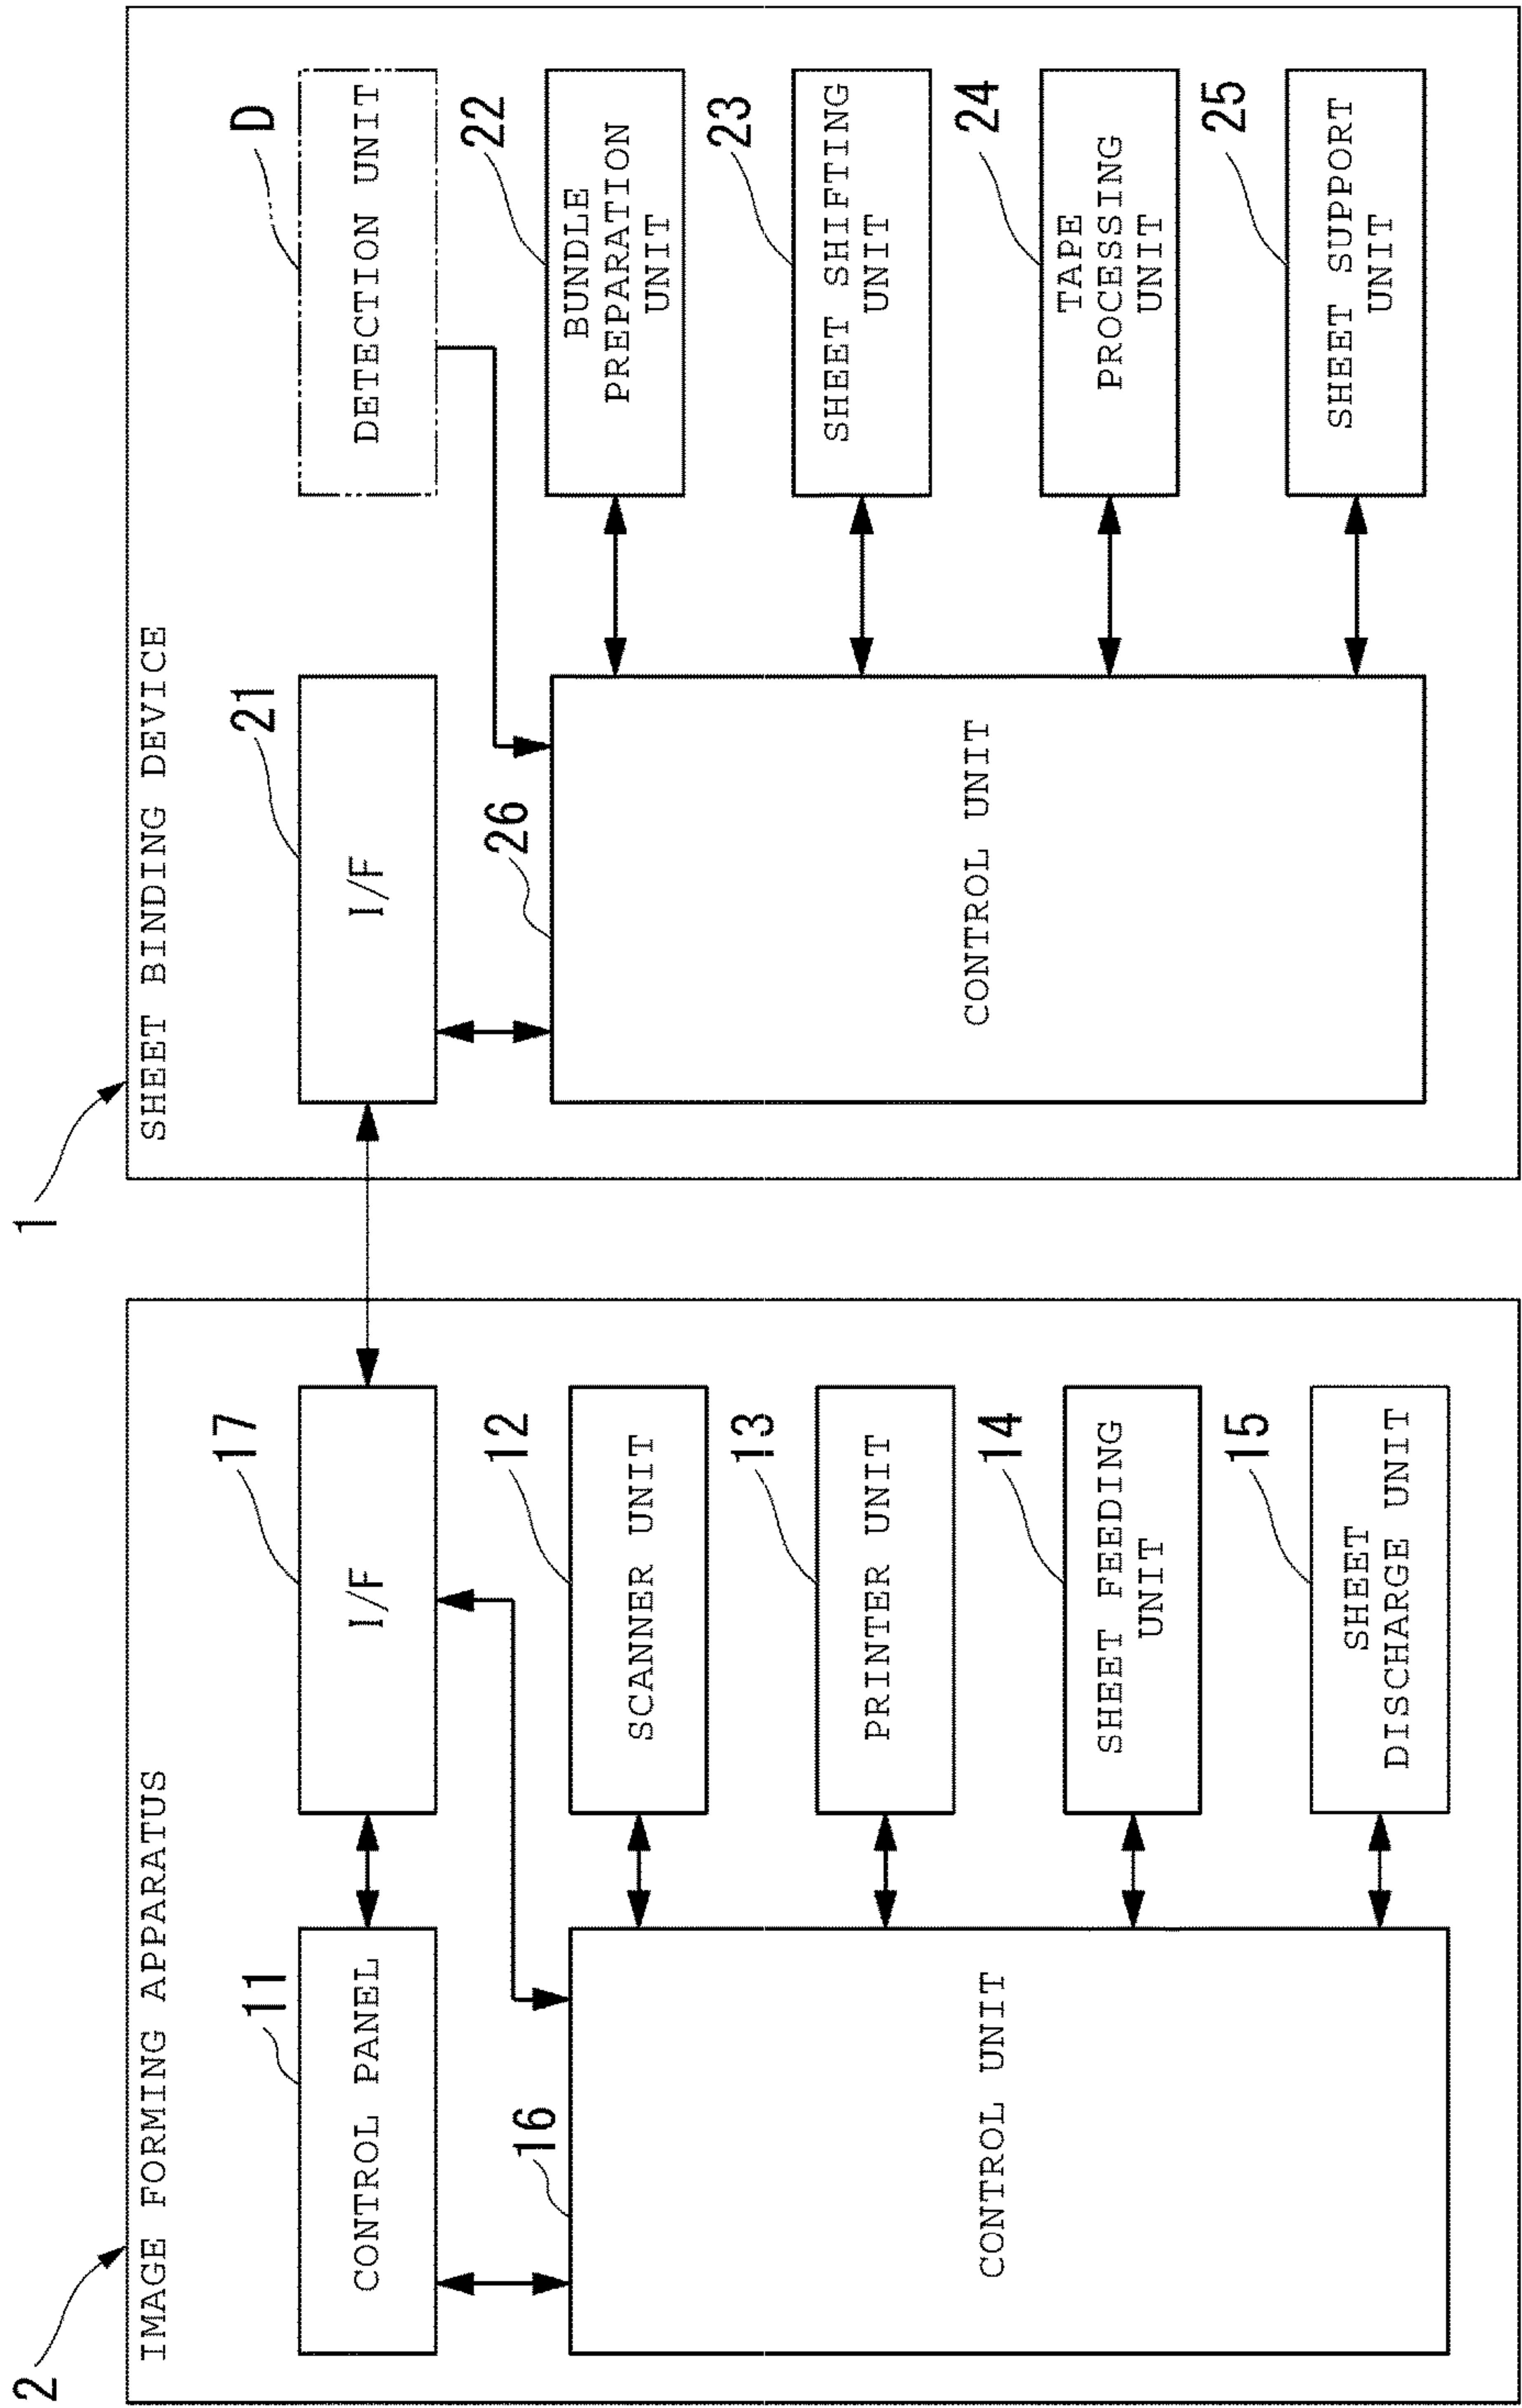 2
IMAGE FORMING APPARATUS
11
CONTROL PANEL
17
I/F
16
CONTROL UNIT
12
SCANNER UNIT
13
PRINTER UNIT
14
SHEET FEEDING
UNIT
15
SHEET
DISCHARGE UNIT
1
SHEET BINDING DEVICE
21
I/F
D
DETECTION UNIT
26
CONTROL UNIT
22
BUNDLE
PREPARATION
UNIT
23
SHEET SHIFTING
UNIT
24
TAPE
PROCESSING
UNIT
25
SHEET SUPPORT
UNIT